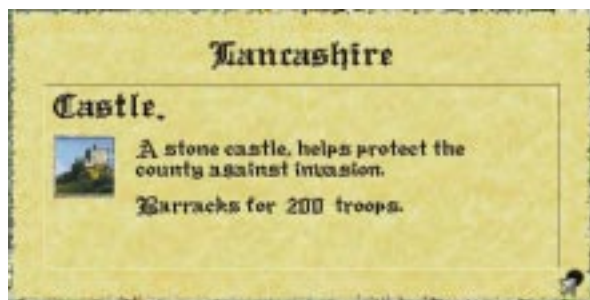 Lancashire
Castle.
A stone castle, helps protect the
county against invasion.
Barracks for 200 troops.